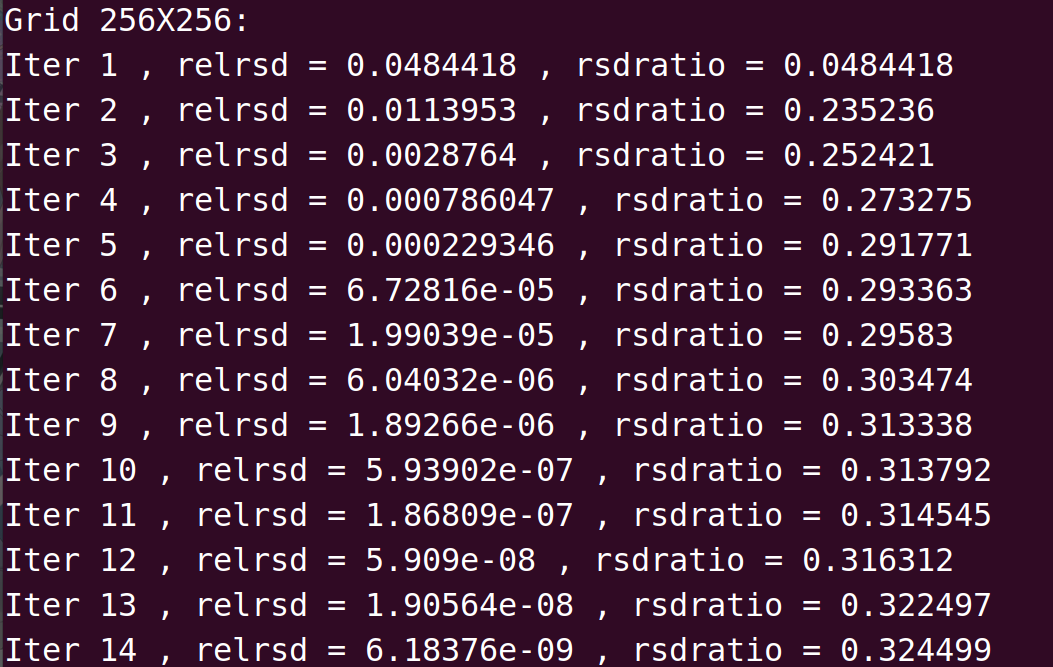 Grid 256X256:
Iter 1 , relrsd = 0.0484418 , rsdratio = 0.0484418
Iter 2 , relrsd = 0.0113953 , rsdratio = 0.235236
Iter 3 , relrsd = 0.0028764 , rsdratio = 0.252421
Iter 4 , relrsd = 0.000786047 , rsdratio = 0.273275
Iter 5 , relrsd = 0.000229346 , rsdratio = 0.291771
Iter 6 , relrsd = 6.72816e-05 , rsdratio = 0.293363
Iter 7 , relrsd = 1.99039e-05 , rsdratio = 0.29583
Iter 8 , relrsd = 6.04032e-06 , rsdratio = 0.303474
Iter 9 , relrsd = 1.89266e-06 , rsdratio = 0.313338
Iter 10 , relrsd = 5.93902e-07 , rsdratio = 0.313792
Iter 11 , relrsd = 1.86809e-07 , rsdratio = 0.314545
Iter 12 , relrsd = 5.909e-08 , rsdratio = 0.316312
Iter 13 , relrsd = 1.90564e-08 , rsdratio = 0.322497
Iter 14 , relrsd = 6.18376e-09 , rsdratio = 0.324499